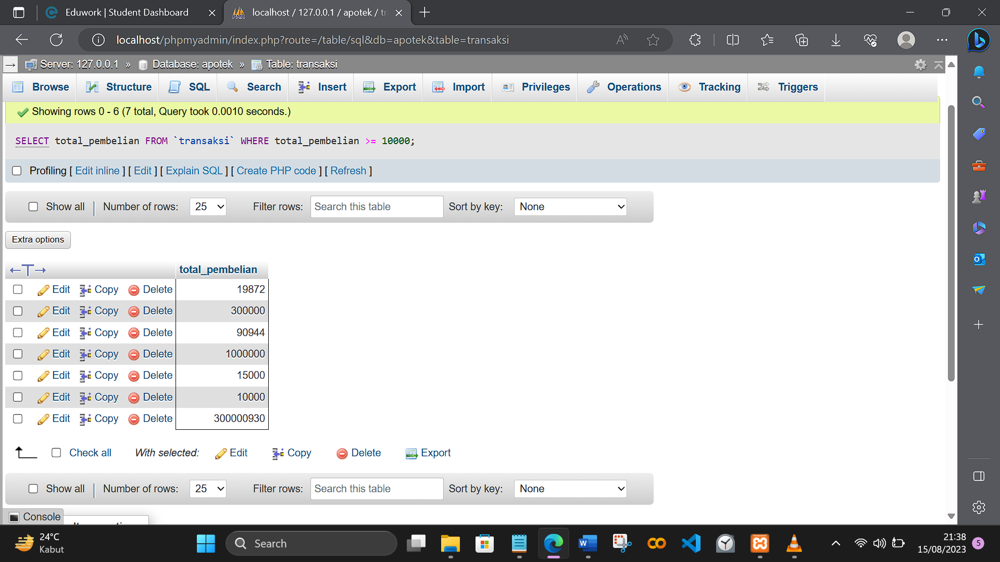 Eduwork | Student Dashboard
localhost / 127.0.0.1 / apotek / tr
localhost/phpmyadmin/index.php?route=/table/sql&db=apotek&table=transaksi
Server: 127.0.0.1 » Database: apotek » Table: transaksi
Browse Structure SQL Search Insert Export Import Privileges Operations Tracking Triggers
Showing rows 0 - 6 (7 total, Query took 0.0010 seconds.)
SELECT total_pembelian FROM `transaksi` WHERE total_pembelian >= 10000;
Profiling [ Edit inline ] [ Edit ] [ Explain SQL ] [ Create PHP code ] [ Refresh ]
Show all | Number of rows: 25 Filter rows: Search this table Sort by key: None
Extra options
←T→ total_pembelian
Edit Copy Delete 19872
Edit Copy Delete 300000
Edit Copy Delete 90944
Edit Copy Delete 1000000
Edit Copy Delete 15000
Edit Copy Delete 10000
Edit Copy Delete 300000930
Check all With selected: Edit Copy Delete Export
Show all | Number of rows: 25 Filter rows: Search this table Sort by key: None
Console
24°C
Kabut
Search
21:38
15/08/2023
5